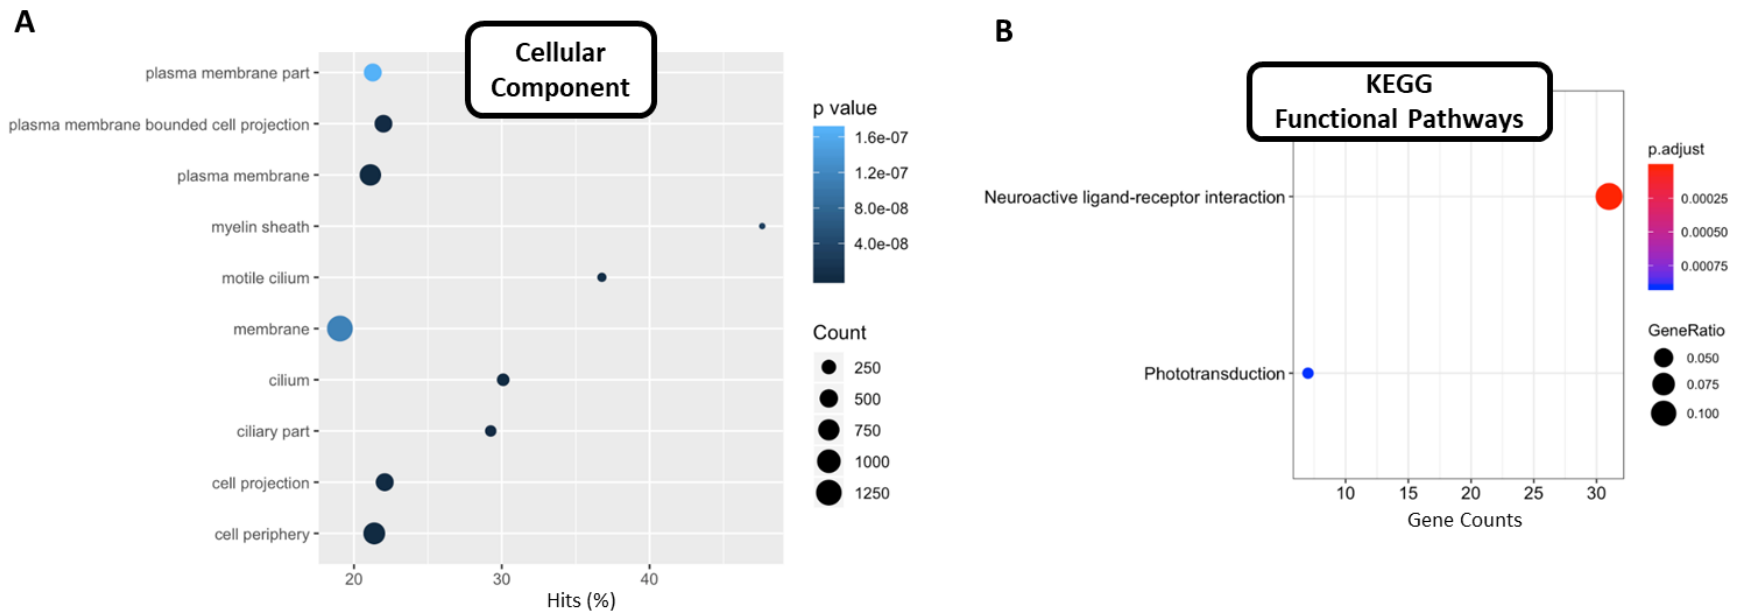 A
Cellular
Component
plasma membrane part
plasma membrane bounded cell projection
plasma membrane
myelin sheath
motile cilium
membrane
cilium
ciliary part
cell projection
cell periphery
20 30 40
Hits (%)
p value
1.6e-07
1.2e-07
8.0e-08
4.0e-08
Count
250
500
750
1000
1250
B
KEGG
Functional Pathways
Neuroactive ligand-receptor interaction
Phototransduction
10 15 20 25 30
Gene Counts
p.adjust
0.00025
0.00050
0.00075
GeneRatio
0.050
0.075
0.100